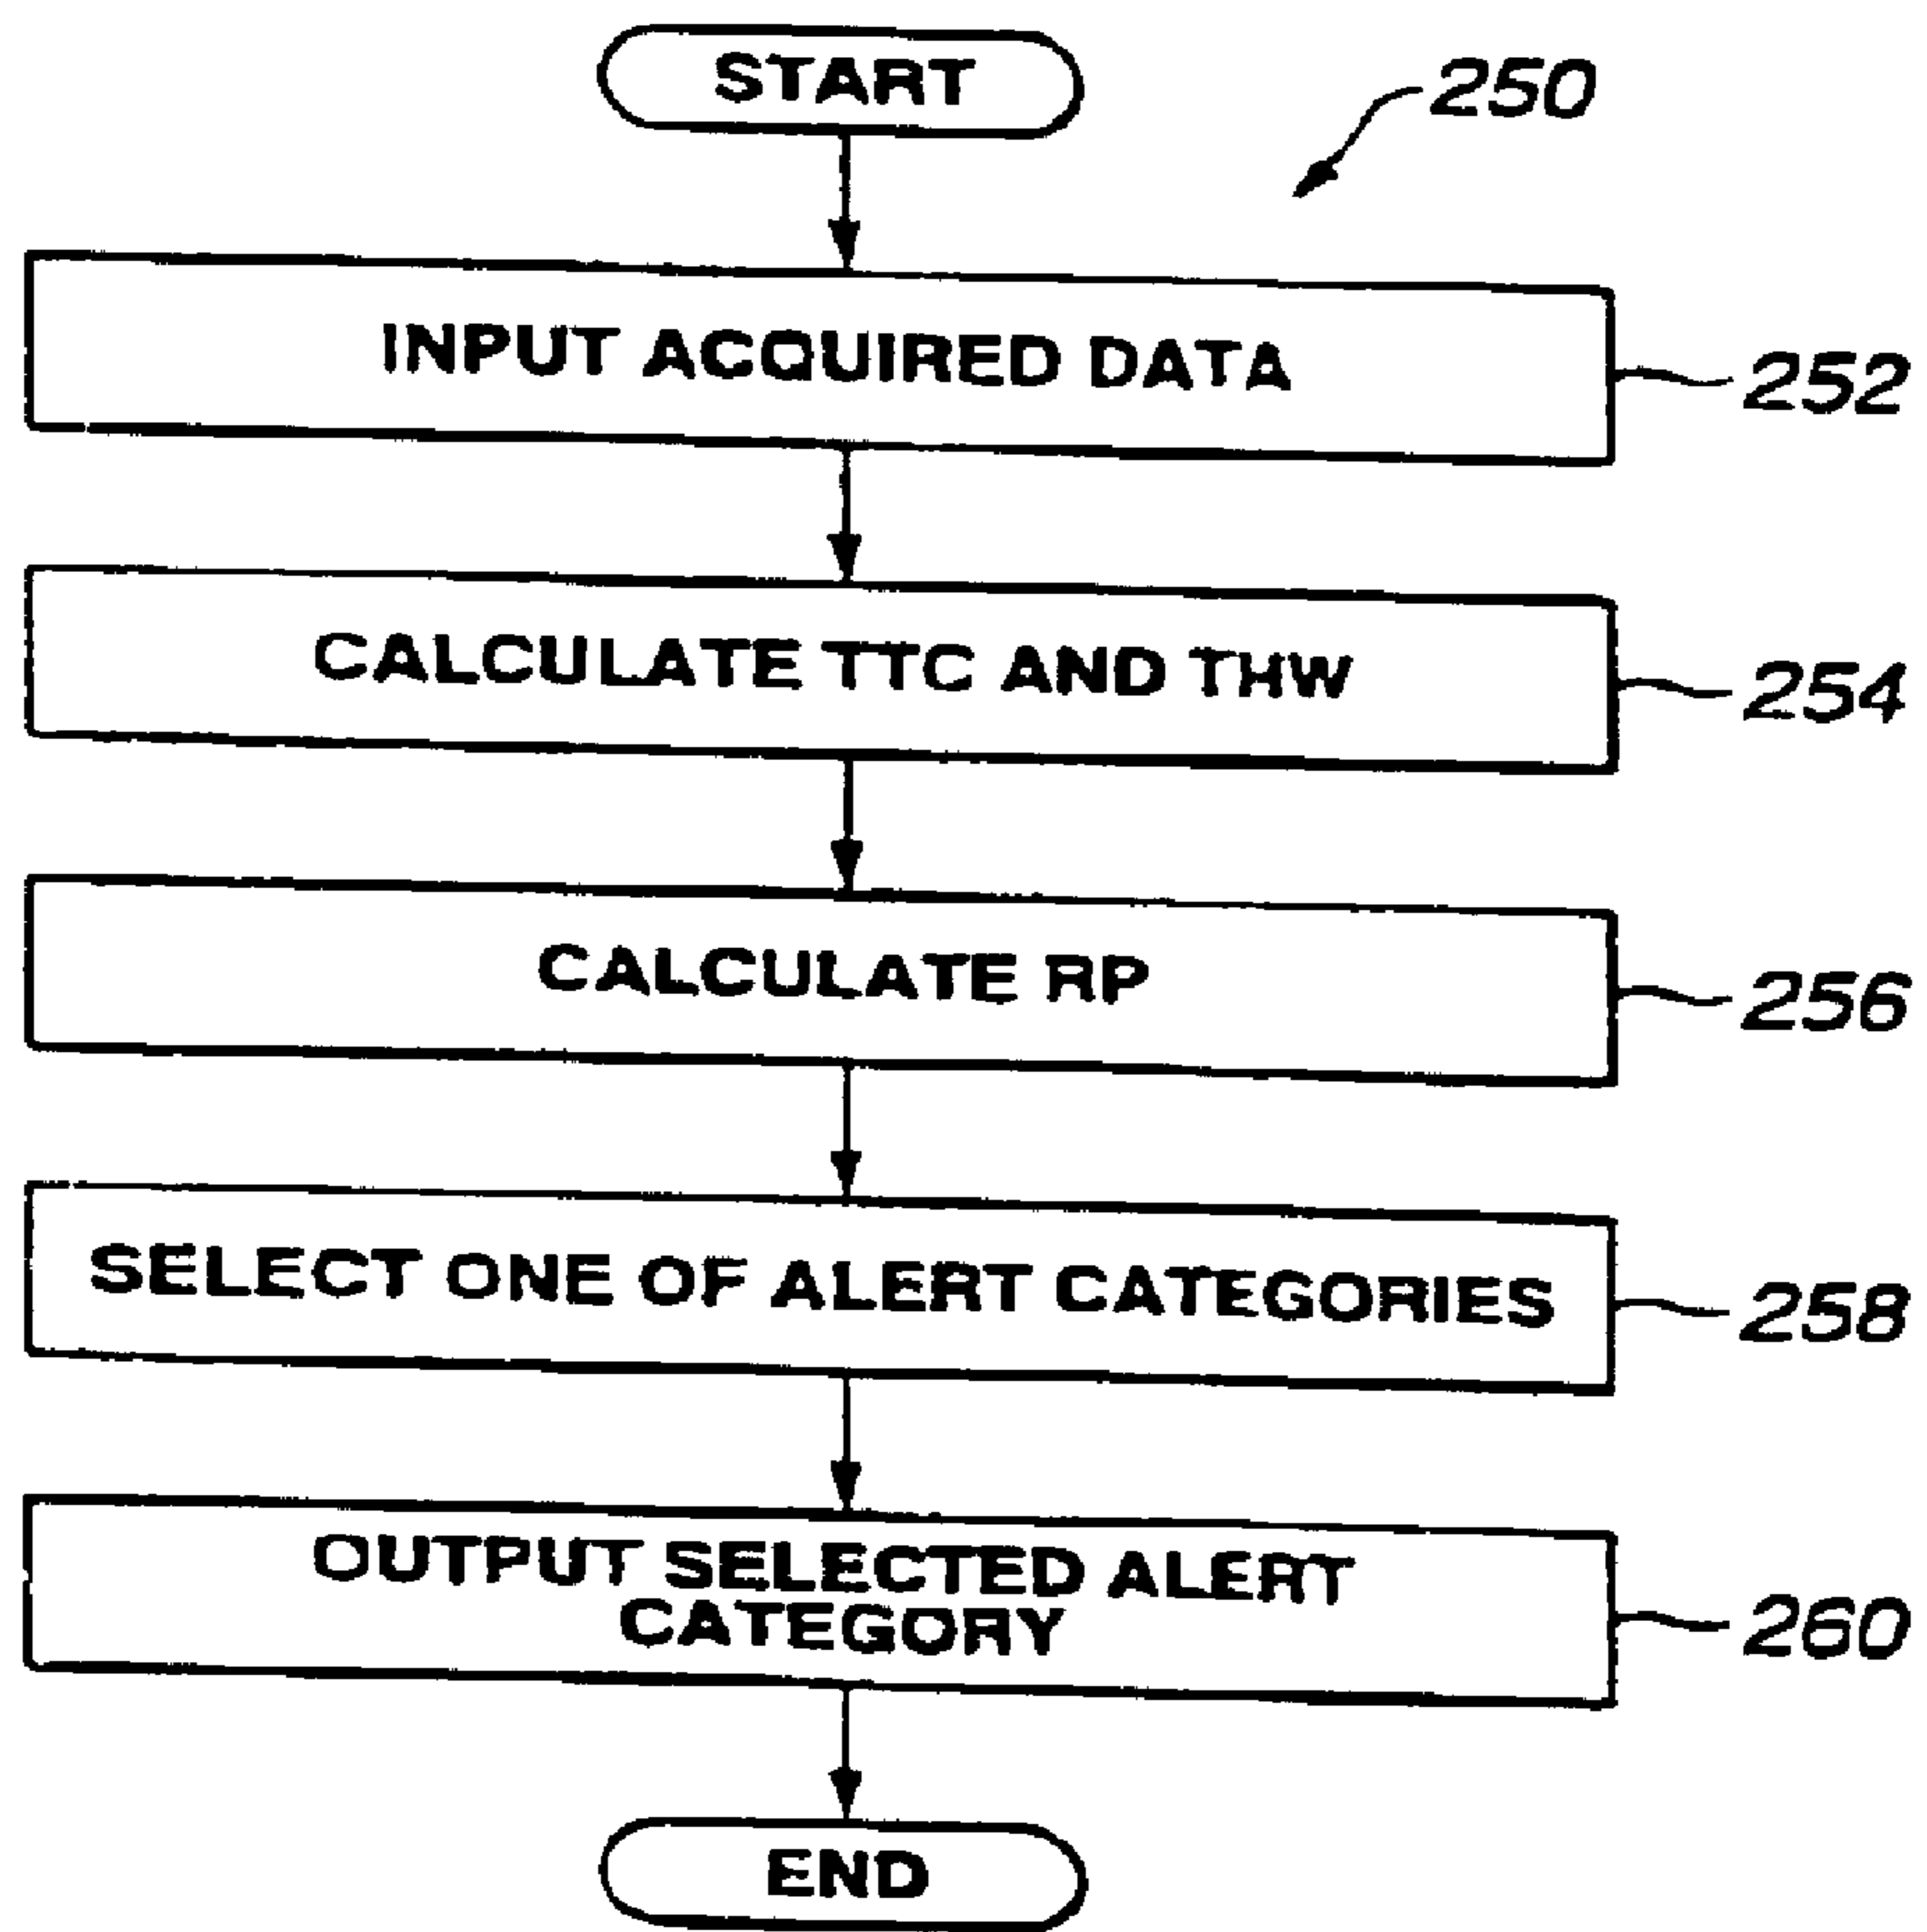 START
250
INPUT ACQUIRED DATA
252
CALCULATE TTC AND THW
254
CALCULATE RP
256
SELECT ONE OF ALERT CATEGORIES
258
OUTPUT SELECTED ALERT
CATEGORY
260
END